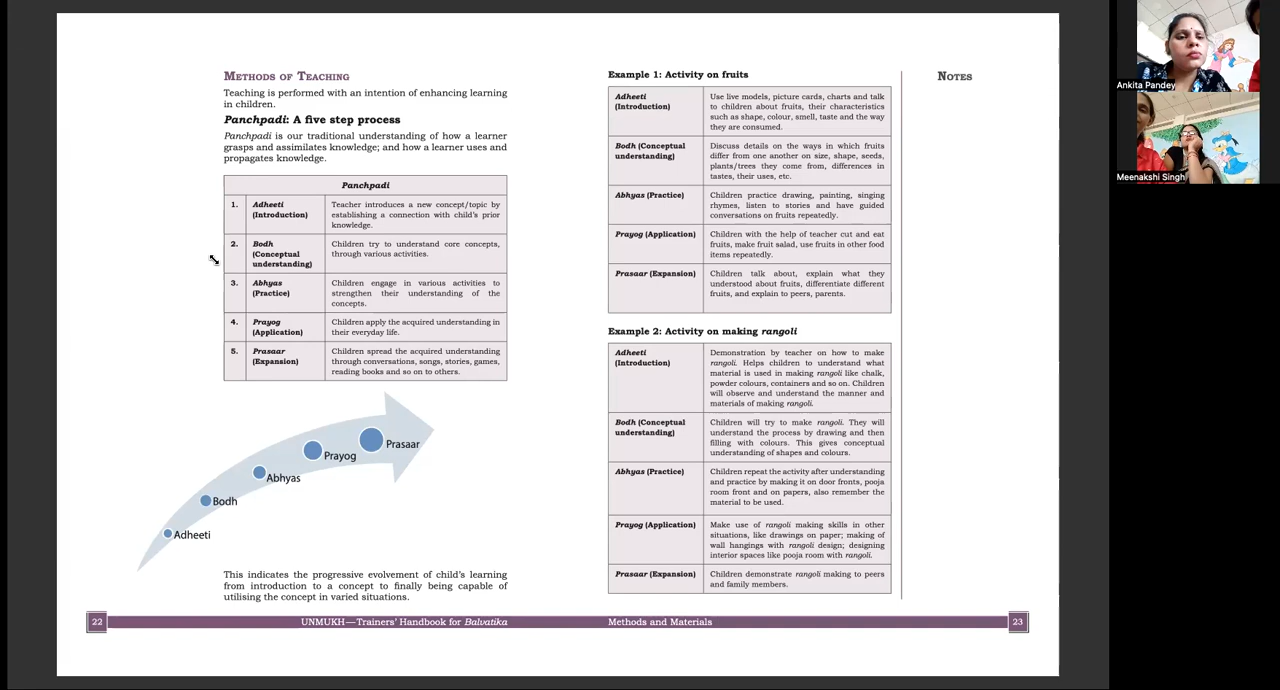 METHODS OF TEACHING
Teaching is performed with an intention of enhancing learning
in children.
Panchpadi: A five step process
Panchpadi is our traditional understanding of how a learner
grasps and assimilates knowledge; and how a learner uses and
propagates knowledge.
Panchpadi
1. Adheeti (Introduction)
Teacher introduces a new concept/topic by
establishing a connection with child's prior
knowledge.
2. Bodh (Conceptual understanding)
Children try to understand core concepts,
through various activities.
3. Abhyas (Practice)
Children engage in various activities to
strengthen their understanding of the
concepts.
4. Prayog (Application)
Children apply the acquired understanding in
their everyday life.
5. Prasaar (Expansion)
Children spread the acquired understanding
through conversations, songs, stories, games,
reading books and so on to others.
Prasaar
Prayog
Abhyas
Bodh
Adheeti
This indicates the progressive evolvement of child's learning
from introduction to a concept to finally being capable of
utilising the concept in varied situations.
22
UNMUKH—Trainers' Handbook for Balvatika
Example 1: Activity on fruits
Adheeti
(Introduction)
Use live models, picture cards, charts and talk
to children about fruits, their characteristics
such as shape, colour, smell, taste and the way
they are consumed.
Bodh (Conceptual
understanding)
Discuss details on the ways in which fruits
differ from one another on size, shape, seeds,
plants/trees they come from, differences in
tastes, their uses, etc.
Abhyas (Practice)
Children practice drawing, painting, singing
rhymes, listen to stories and have guided
conversations on fruits repeatedly.
Prayog (Application)
Children with the help of teacher cut and eat
fruits, make fruit salad, use fruits in other food
items repeatedly.
Prasaar (Expansion)
Children talk about, explain what they
understood about fruits, differentiate different
fruits, and explain to peers, parents.
Example 2: Activity on making rangoli
Adheeti
(Introduction)
Demonstration by teacher on how to make
rangoli. Helps children to understand what
material is used in making rangoli like chalk,
powder colours, containers and so on. Children
will observe and understand the manner and
materials of making rangoli.
Bodh (Conceptual
understanding)
Children will try to make rangoli. They will
understand the process by drawing and then
filling with colours. This gives conceptual
understanding of shapes and colours.
Abhyas (Practice)
Children repeat the activity after understanding
and practice by making it on door fronts, pooja
room front and on papers, also remember the
material to be used.
Prayog (Application)
Make use of rangoli making skills in other
situations, like drawings on paper; making of
wall hangings with rangoli design; designing
interior spaces like pooja room with rangoli.
Prasaar (Expansion)
Children demonstrate rangoli making to peers
and family members.
Methods and Materials
23
NOTES
Ankita Pandey
Meenakshi Singh